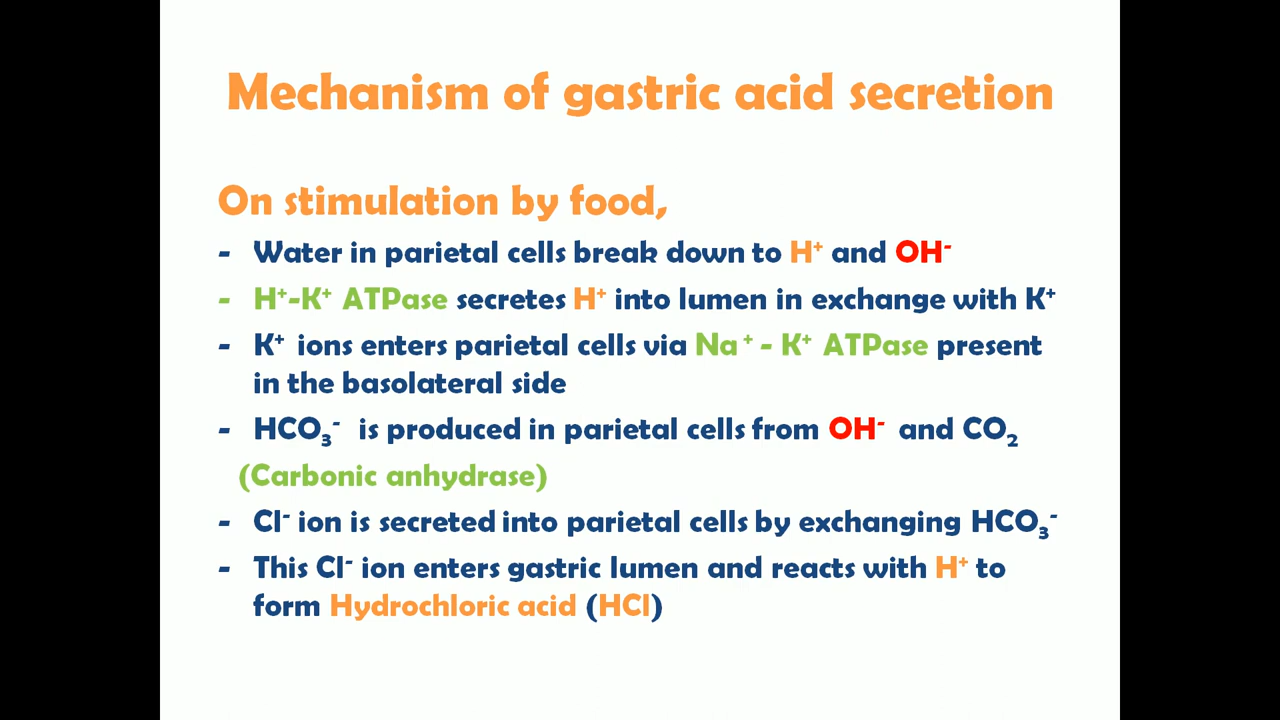 Mechanism of gastric acid secretion
On stimulation by food,
- Water in parietal cells break down to H⁺ and OH⁻
- H⁺-K⁺ ATPase secretes H⁺ into lumen in exchange with K⁺
- K⁺ ions enters parietal cells via Na⁺ - K⁺ ATPase present
in the basolateral side
- HCO₃⁻ is produced in parietal cells from OH⁻ and CO₂
(Carbonic anhydrase)
- Cl⁻ ion is secreted into parietal cells by exchanging HCO₃⁻
- This Cl⁻ ion enters gastric lumen and reacts with H⁺ to
form Hydrochloric acid (HCl)